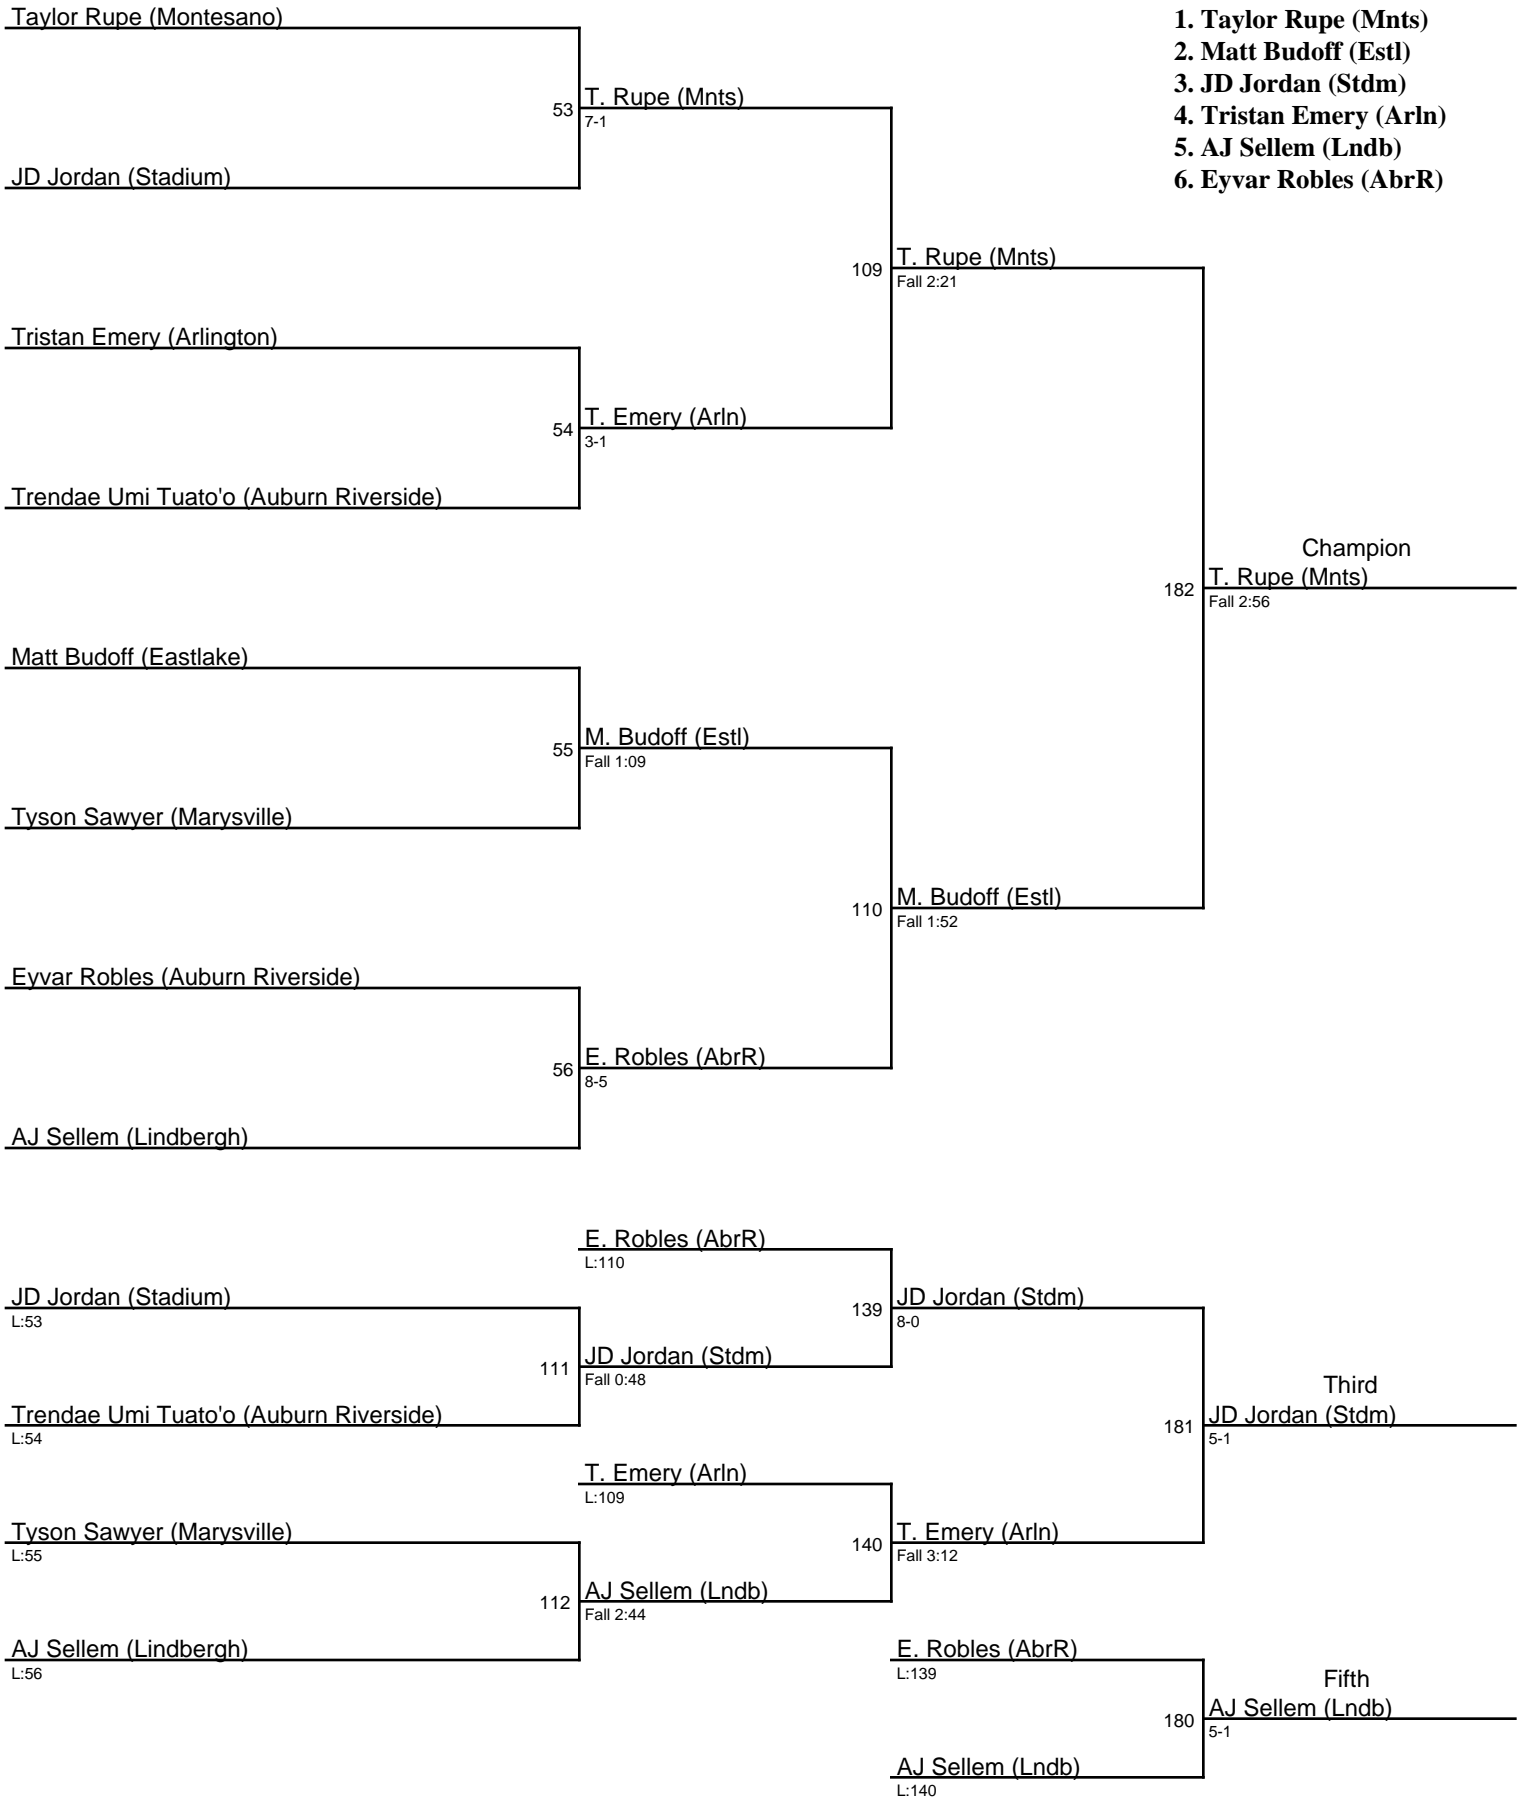 Taylor Rupe (Montesano)
53
T. Rupe (Mnts)
7-1
JD Jordan (Stadium)
109
T. Rupe (Mnts)
Fall 2:21
Tristan Emery (Arlington)
54
T. Emery (Arln)
3-1
Trendae Umi Tuato'o (Auburn Riverside)
1. Taylor Rupe (Mnts)
2. Matt Budoff (Estl)
3. JD Jordan (Stdm)
4. Tristan Emery (Arln)
5. AJ Sellem (Lndb)
6. Eyvar Robles (AbrR)
Champion
182
T. Rupe (Mnts)
Fall 2:56
Matt Budoff (Eastlake)
55
M. Budoff (Estl)
Fall 1:09
Tyson Sawyer (Marysville)
110
M. Budoff (Estl)
Fall 1:52
Eyvar Robles (Auburn Riverside)
56
E. Robles (AbrR)
8-5
AJ Sellem (Lindbergh)
E. Robles (AbrR)
L:110
JD Jordan (Stadium)
L:53
139
JD Jordan (Stdm)
8-0
111
JD Jordan (Stdm)
Fall 0:48
Trendae Umi Tuato'o (Auburn Riverside)
L:54
Third
181
JD Jordan (Stdm)
5-1
T. Emery (Arln)
L:109
Tyson Sawyer (Marysville)
L:55
140
T. Emery (Arln)
Fall 3:12
112
AJ Sellem (Lndb)
Fall 2:44
AJ Sellem (Lindbergh)
L:56
E. Robles (AbrR)
L:139
Fifth
180
AJ Sellem (Lndb)
5-1
AJ Sellem (Lndb)
L:140